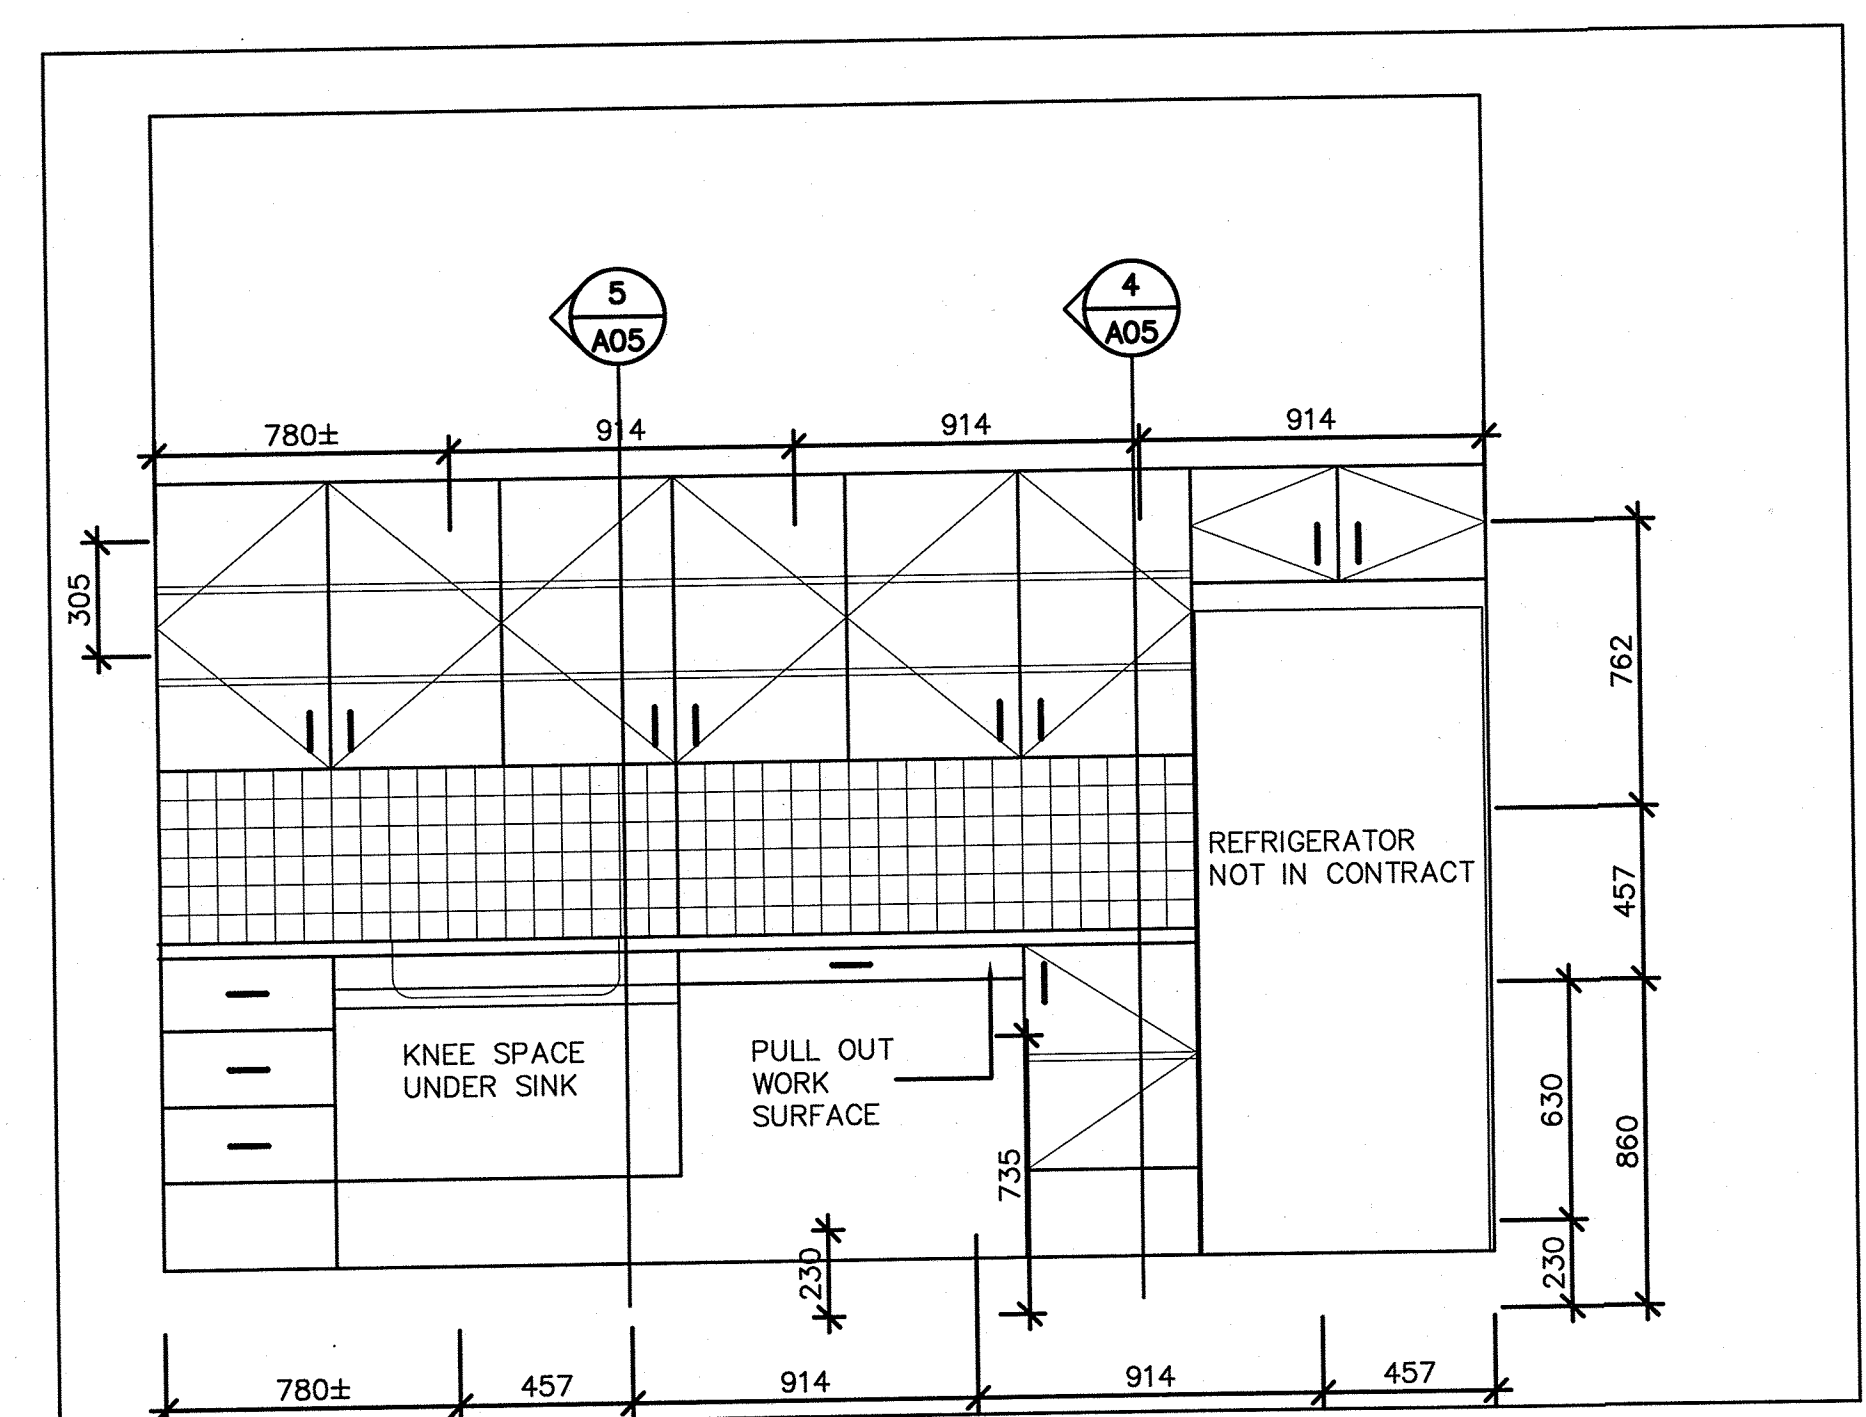 5
A05
4
A05
780±
914
914
914
305
762
REFRIGERATOR
NOT IN CONTRACT
457
KNEE SPACE
UNDER SINK
PULL OUT
WORK
SURFACE
630
860
735
230
230
780±
457
914
914
457